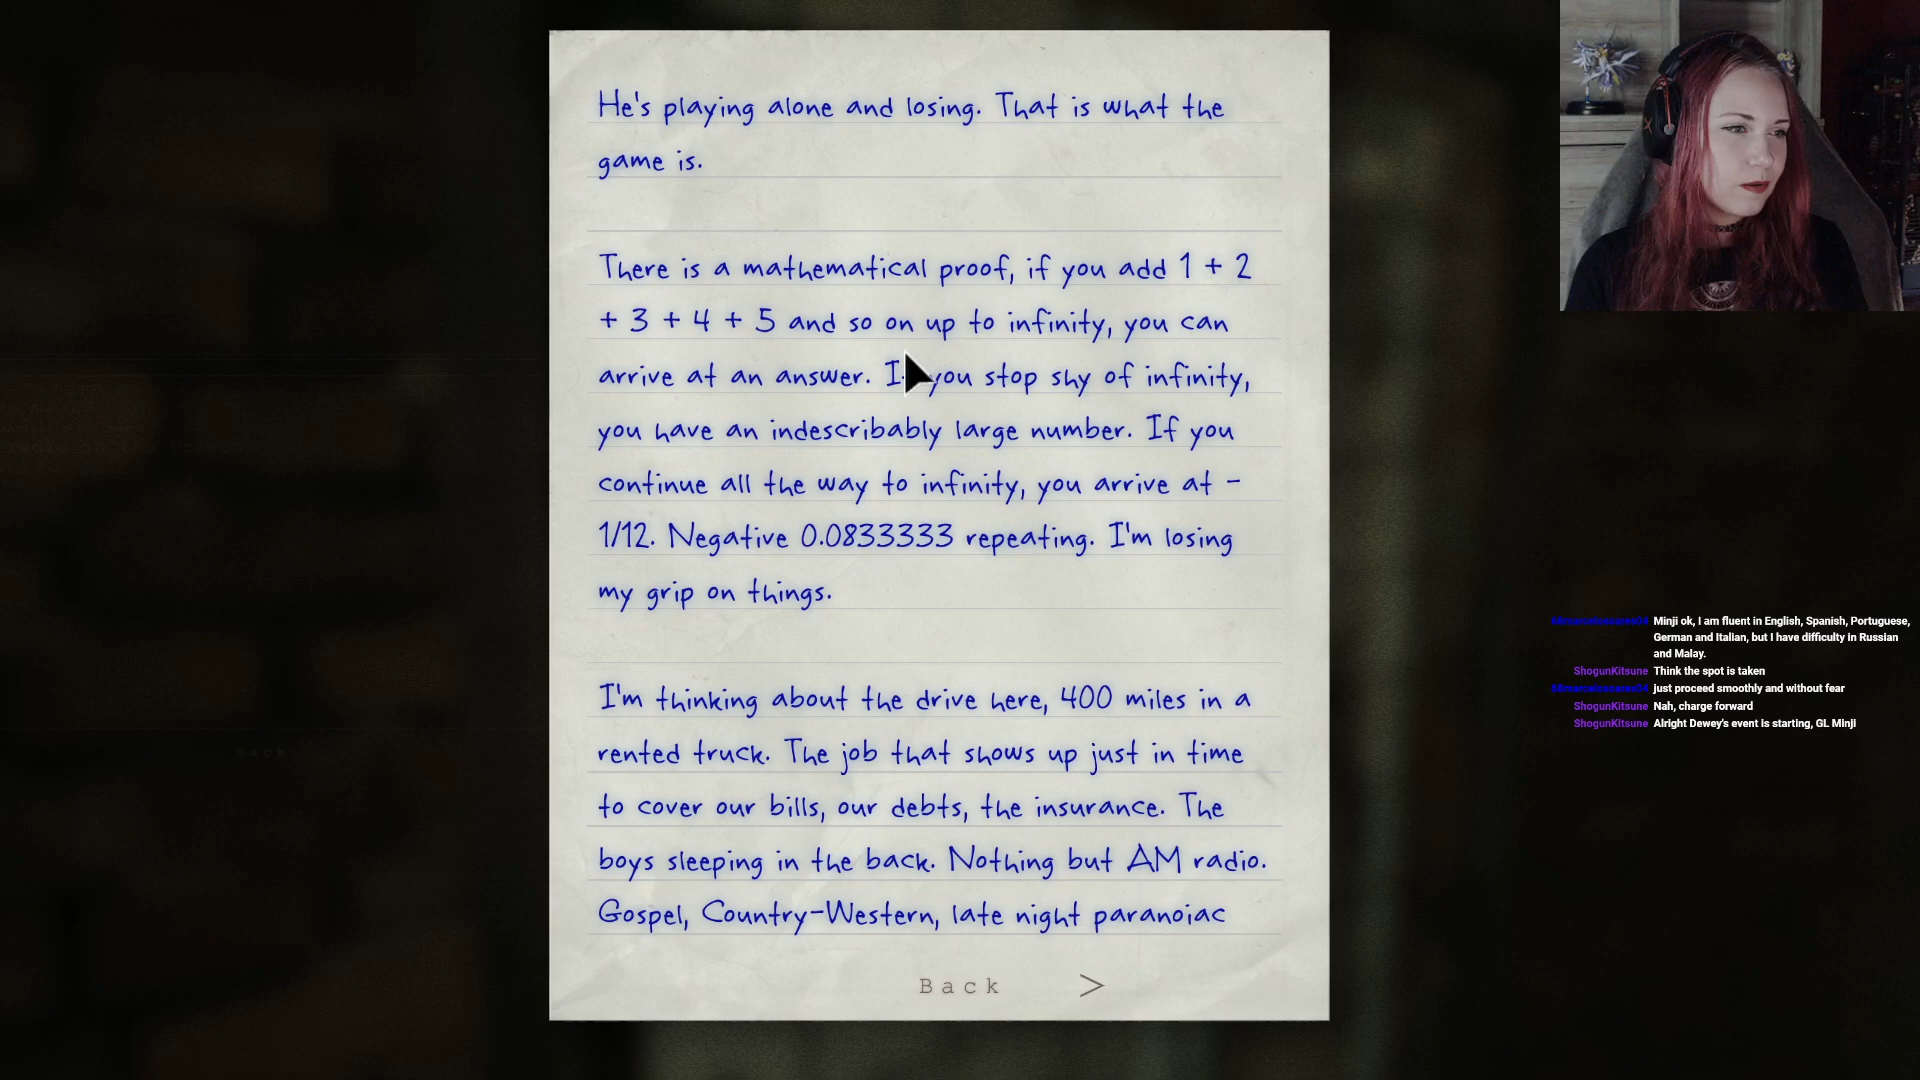 He's playing alone and losing. That is what the
game is.
There is a mathematical proof, if you add 1 + 2
+ 3 + 4 + 5 and so on up to infinity, you can
arrive at an answer. you stop shy of infinity,
you have an indescribably large number. If you
continue all the way to infinity, you arrive at -
1/12. Negative 0.0833333 repeating. I'm losing
my grip on things.
I'm thinking about the drive here, 400 miles in a
rented truck. The job that shows up just in time
to cover our bills, our debts, the insurance. The
boys sleeping in the back. Nothing but AM radio.
Gospel, Country-Western, late night paranoiac
Back >
Minji ok, I am fluent in English, Spanish, Portuguese,
German and Italian, but I have difficulty in Russian
and Malay.
ShogunKitsune Think the spot is taken
just proceed smoothly and without fear
ShogunKitsune Nah, charge forward
ShogunKitsune Alright Dewey's event is starting, GL Minji
Back